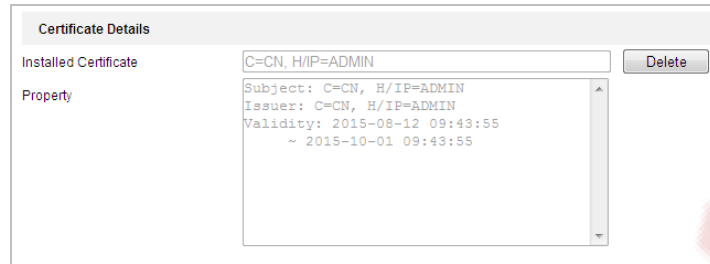 Certificate Details
Installed Certificate C=CN, H/IP=ADMIN Delete
Property
Subject: C=CN, H/IP=ADMIN
Issuer: C=CN, H/IP=ADMIN
Validity: 2015-08-12 09:43:55
~ 2015-10-01 09:43:55